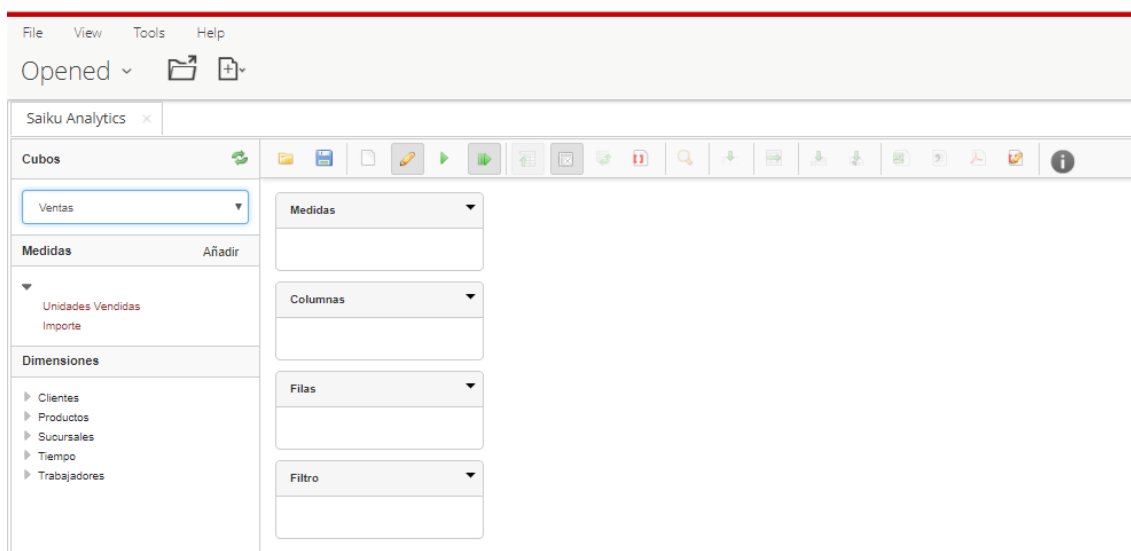 File View Tools Help
Opened
Saiku Analytics
Cubos
Ventas
Medidas Añadir
Unidades Vendidas
Importe
Dimensiones
Clientes
Productos
Sucursales
Tiempo
Trabajadores
Medidas
Columnas
Filas
Filtro